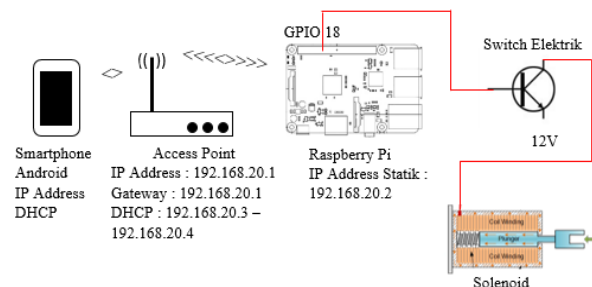 GPIO 18
Switch Elektrik
12V
Smartphone
Android
IP Address
DHCP
Access Point
IP Address : 192.168.20.1
Gateway : 192.168.20.1
DHCP : 192.168.20.3 –
192.168.20.4
Raspberry Pi
IP Address Statik :
192.168.20.2
Coil Winding
Plunger
Coil Winding
Solenoid